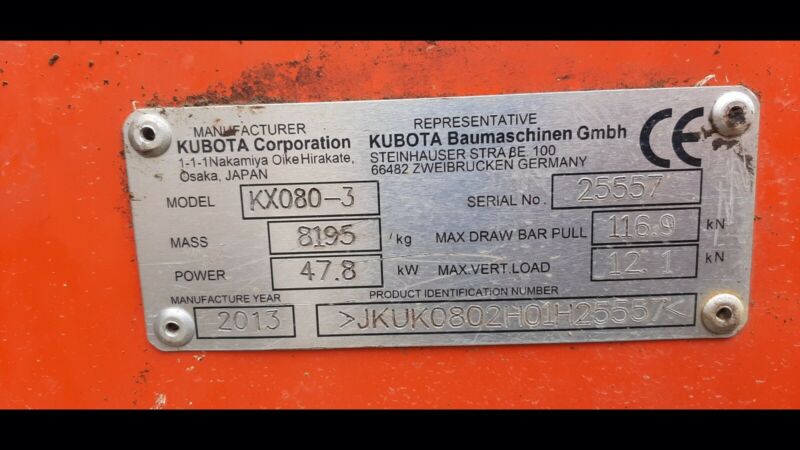 MANUFACTURER
KUBOTA Corporation
1-1-1Nakamiya Oike Hirakate,
Osaka, JAPAN
REPRESENTATIVE
KUBOTA Baumaschinen Gmbh
STEINHAUSER STRAßE 100
66482 ZWEIBRUCKEN GERMANY
CE
MODEL KX080-3
SERIAL No. 25557
MASS 8195 kg
MAX DRAW BAR PULL 116.9 kN
POWER 47.8 kW
MAX.VERT.LOAD 12.1 kN
MANUFACTURE YEAR
2013
PRODUCT IDENTIFICATION NUMBER
>JKUK0802H01H25557<